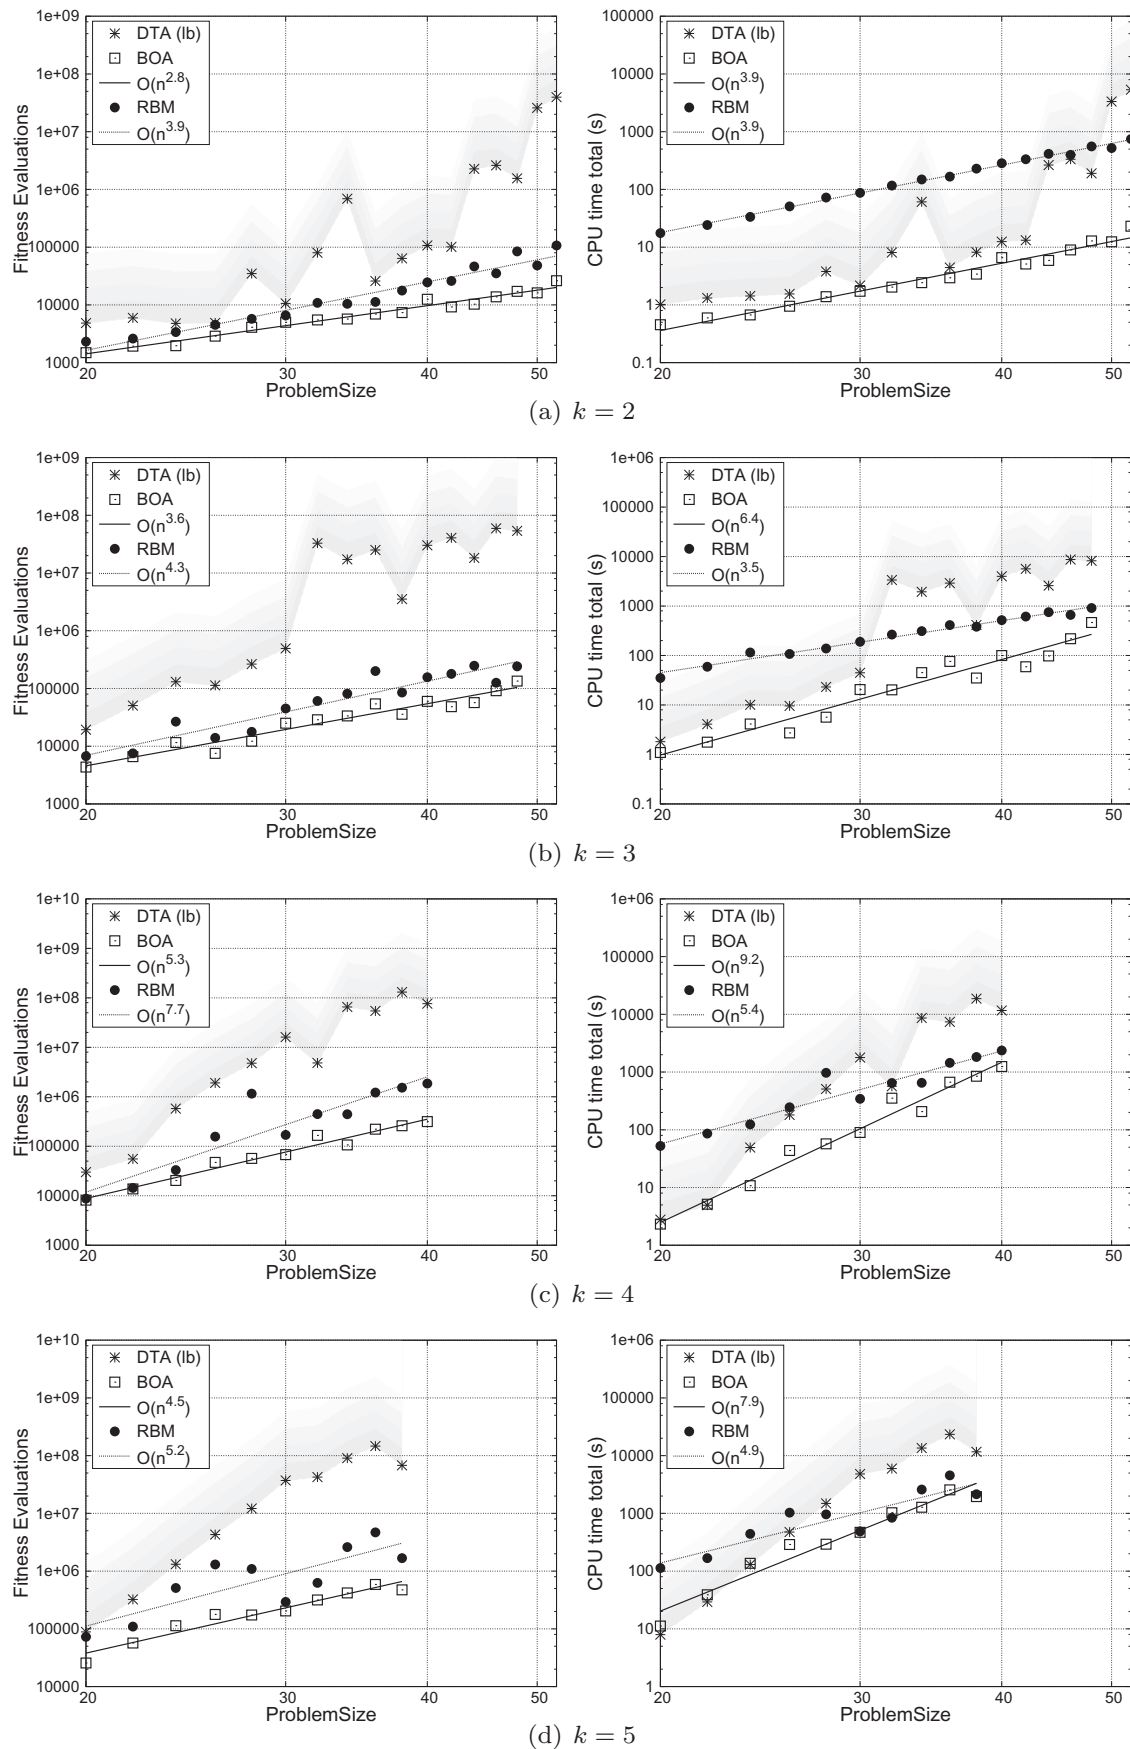 1e+09
1e+08
1e+07
1e+06
100000
10000
1000
Fitness Evaluations
DTA (lb)
BOA
O(n^2.8)
RBM
O(n^3.9)
20 30 40 50
ProblemSize
100000
10000
1000
100
10
1
0.1
CPU time total (s)
DTA (lb)
BOA
O(n^3.9)
RBM
O(n^3.9)
20 30 40 50
ProblemSize
(a) k = 2
1e+09
1e+08
1e+07
1e+06
100000
10000
1000
Fitness Evaluations
DTA (lb)
BOA
O(n^3.6)
RBM
O(n^4.3)
20 30 40 50
ProblemSize
1e+06
100000
10000
1000
100
10
1
0.1
CPU time total (s)
DTA (lb)
BOA
O(n^6.4)
RBM
O(n^3.5)
20 30 40 50
ProblemSize
(b) k = 3
1e+10
1e+09
1e+08
1e+07
1e+06
100000
10000
1000
Fitness Evaluations
DTA (lb)
BOA
O(n^5.3)
RBM
O(n^7.7)
20 30 40 50
ProblemSize
1e+06
100000
10000
1000
100
10
1
CPU time total (s)
DTA (lb)
BOA
O(n^9.2)
RBM
O(n^5.4)
20 30 40 50
ProblemSize
(c) k = 4
1e+10
1e+09
1e+08
1e+07
1e+06
100000
10000
Fitness Evaluations
DTA (lb)
BOA
O(n^4.5)
RBM
O(n^5.2)
20 30 40 50
ProblemSize
1e+06
100000
10000
1000
100
10
1
CPU time total (s)
DTA (lb)
BOA
O(n^7.9)
RBM
O(n^4.9)
20 30 40 50
ProblemSize
(d) k = 5